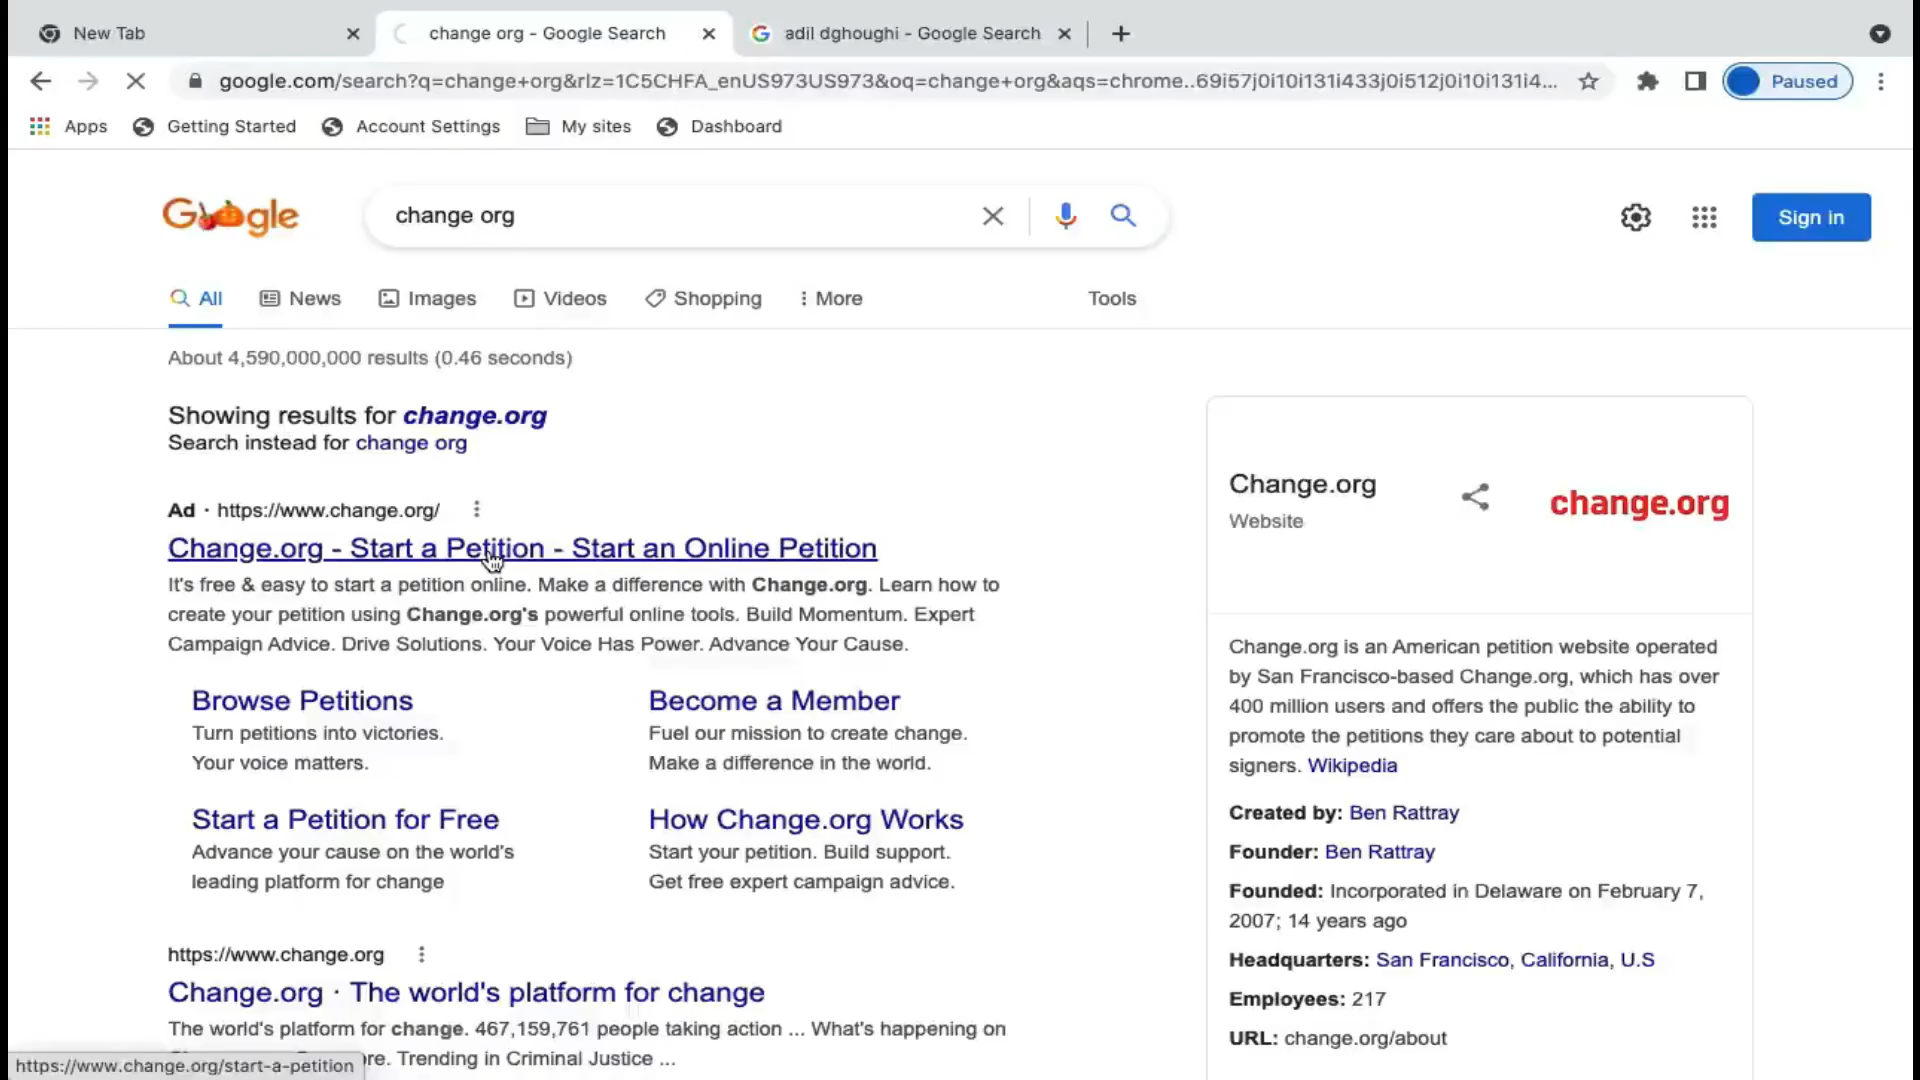 New Tab
change org - Google Search
adil dghoughi - Google Search
google.com/search?q=change+org&rlz=1C5CHFA_enUS973US973&oq=change+org&aqs=chrome..69i57j0i10i131i433j0i512j0i10i131i4...
Paused
Apps
Getting Started
Account Settings
My sites
Dashboard
Google
change org
Sign in
All
News
Images
Videos
Shopping
More
Tools
About 4,590,000,000 results (0.46 seconds)
Showing results for change.org
Search instead for change org
Ad · https://www.change.org/
Change.org - Start a Petition - Start an Online Petition
It's free & easy to start a petition online. Make a difference with Change.org. Learn how to
create your petition using Change.org's powerful online tools. Build Momentum. Expert
Campaign Advice. Drive Solutions. Your Voice Has Power. Advance Your Cause.
Browse Petitions
Turn petitions into victories.
Your voice matters.
Become a Member
Fuel our mission to create change.
Make a difference in the world.
Start a Petition for Free
Advance your cause on the world's
leading platform for change
How Change.org Works
Start your petition. Build support.
Get free expert campaign advice.
https://www.change.org
Change.org · The world's platform for change
The world's platform for change. 467,159,761 people taking action ... What's happening on
Trending in Criminal Justice ...
https://www.change.org/start-a-petition
Change.org
Website
change.org
Change.org is an American petition website operated
by San Francisco-based Change.org, which has over
400 million users and offers the public the ability to
promote the petitions they care about to potential
signers. Wikipedia
Created by: Ben Rattray
Founder: Ben Rattray
Founded: Incorporated in Delaware on February 7,
2007; 14 years ago
Headquarters: San Francisco, California, U.S
Employees: 217
URL: change.org/about